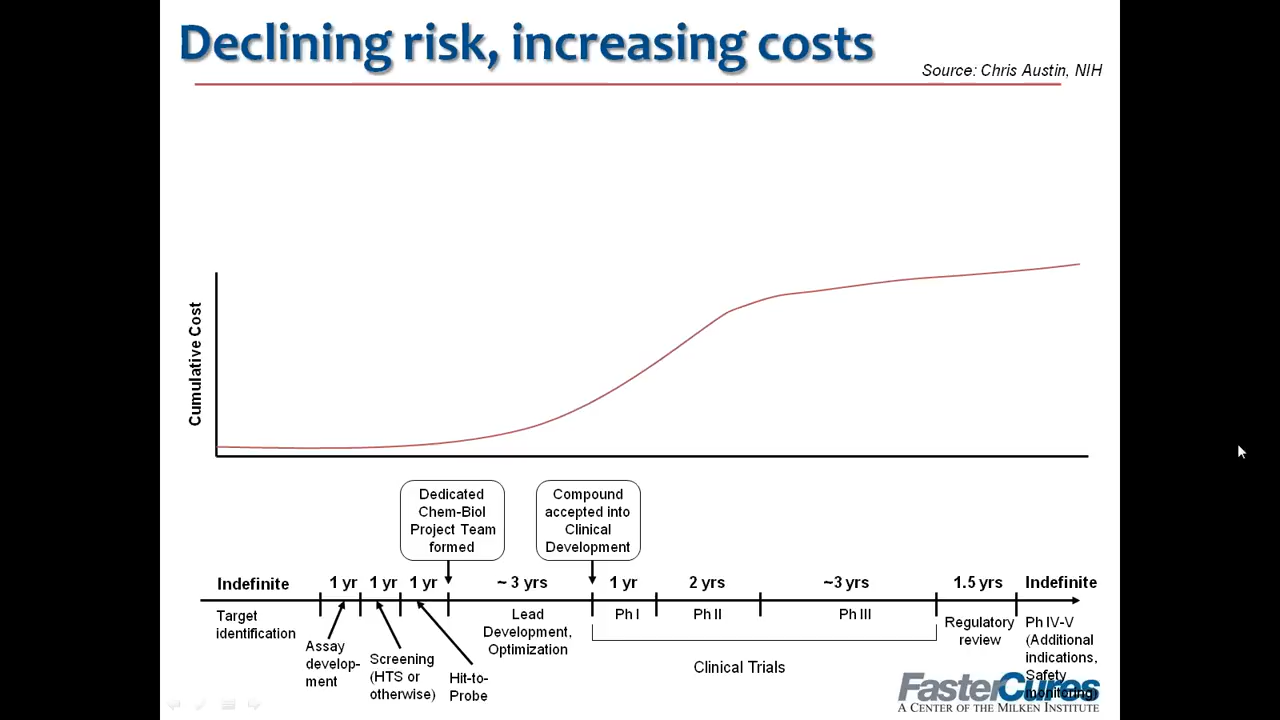 Declining risk, increasing costs
Source: Chris Austin, NIH
Cumulative Cost
Dedicated
Chem-Biol
Project Team
formed
Compound
accepted into
Clinical
Development
Indefinite
1 yr
1 yr
1 yr
~ 3 yrs
1 yr
2 yrs
~3 yrs
1.5 yrs
Indefinite
Target
identification
Assay
develop-
ment
Screening
(HTS or
otherwise)
Hit-to-
Probe
Lead
Development,
Optimization
Ph I
Ph II
Ph III
Clinical Trials
Regulatory
review
Ph IV-V
(Additional
indications,
Safety
monitoring)
FasterCures
A CENTER OF THE MILKEN INSTITUTE